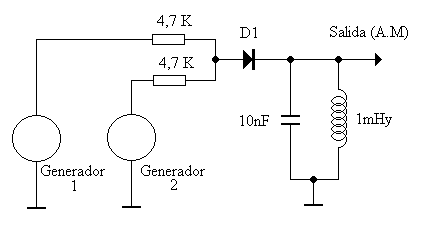 4,7 K
D1
Salida (A.M)
4,7 K
10nF
1mHy
Generador
1
Generador
2